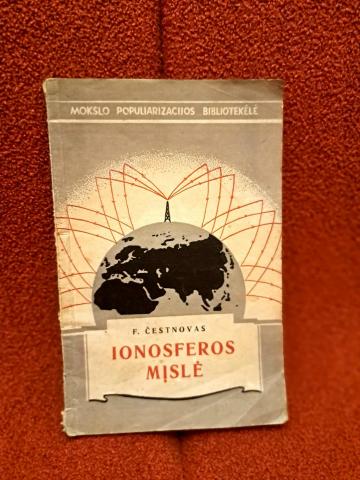 MOKSLO POPULIARIZACIJOS BIBLIOTEKĖLĖ
F. ČESTNOVAS
IONOSFEROS
MĮSLĖ